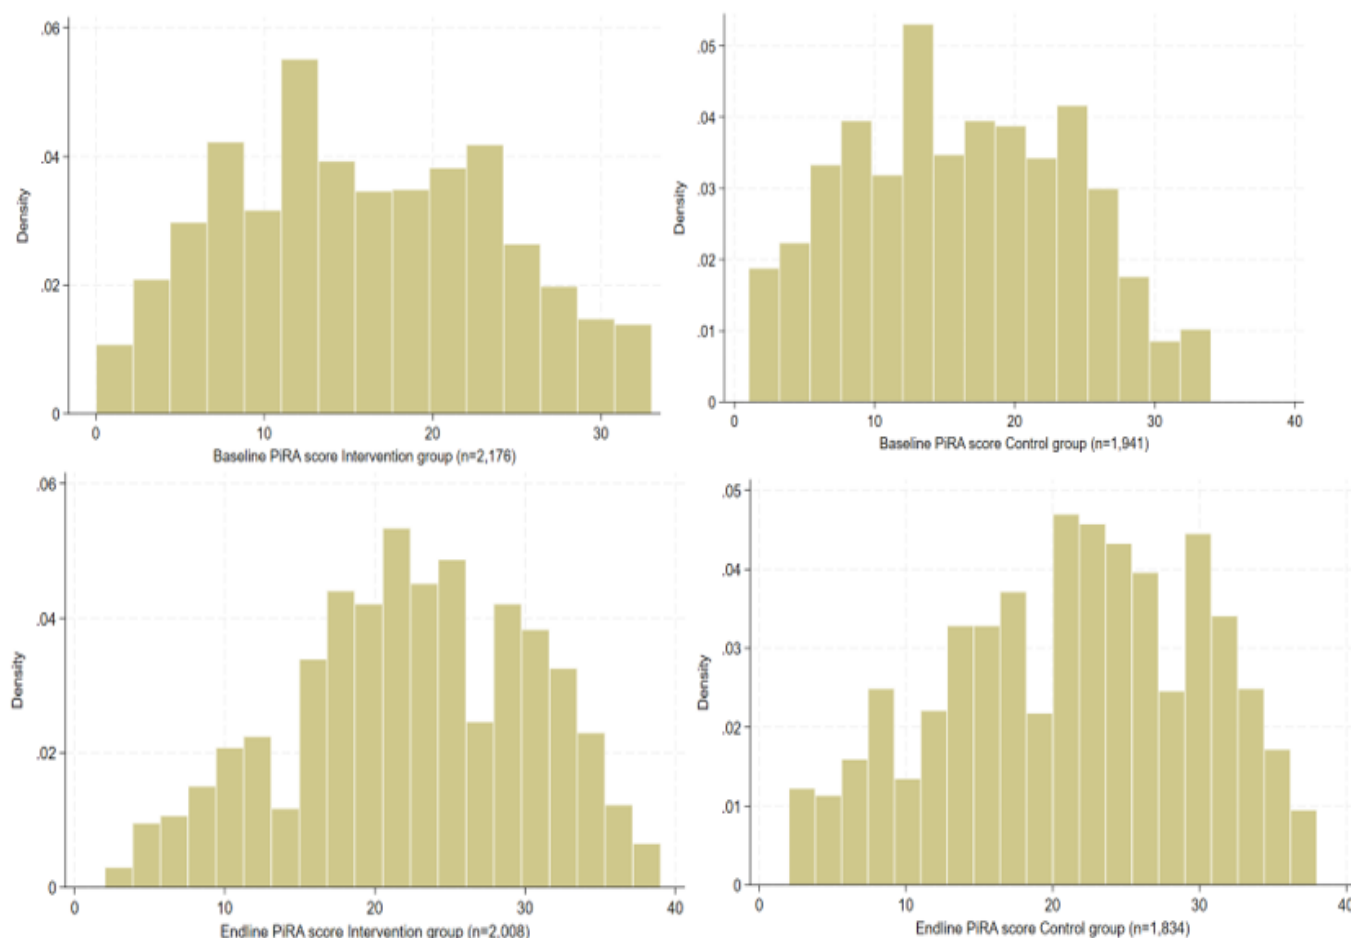 .06
.04
.02
0
Density
0 10 20 30
Baseline PiRA score Intervention group (n=2,176)
.05
.04
.03
.02
.01
0
Density
0 10 20 30 40
Baseline PiRA score Control group (n=1,941)
.06
.04
.02
0
Density
0 10 20 30 40
Endline PiRA score Intervention group (n=2,008)
.05
.04
.03
.02
.01
0
Density
0 10 20 30 40
Endline PiRA score Control group (n=1,834)